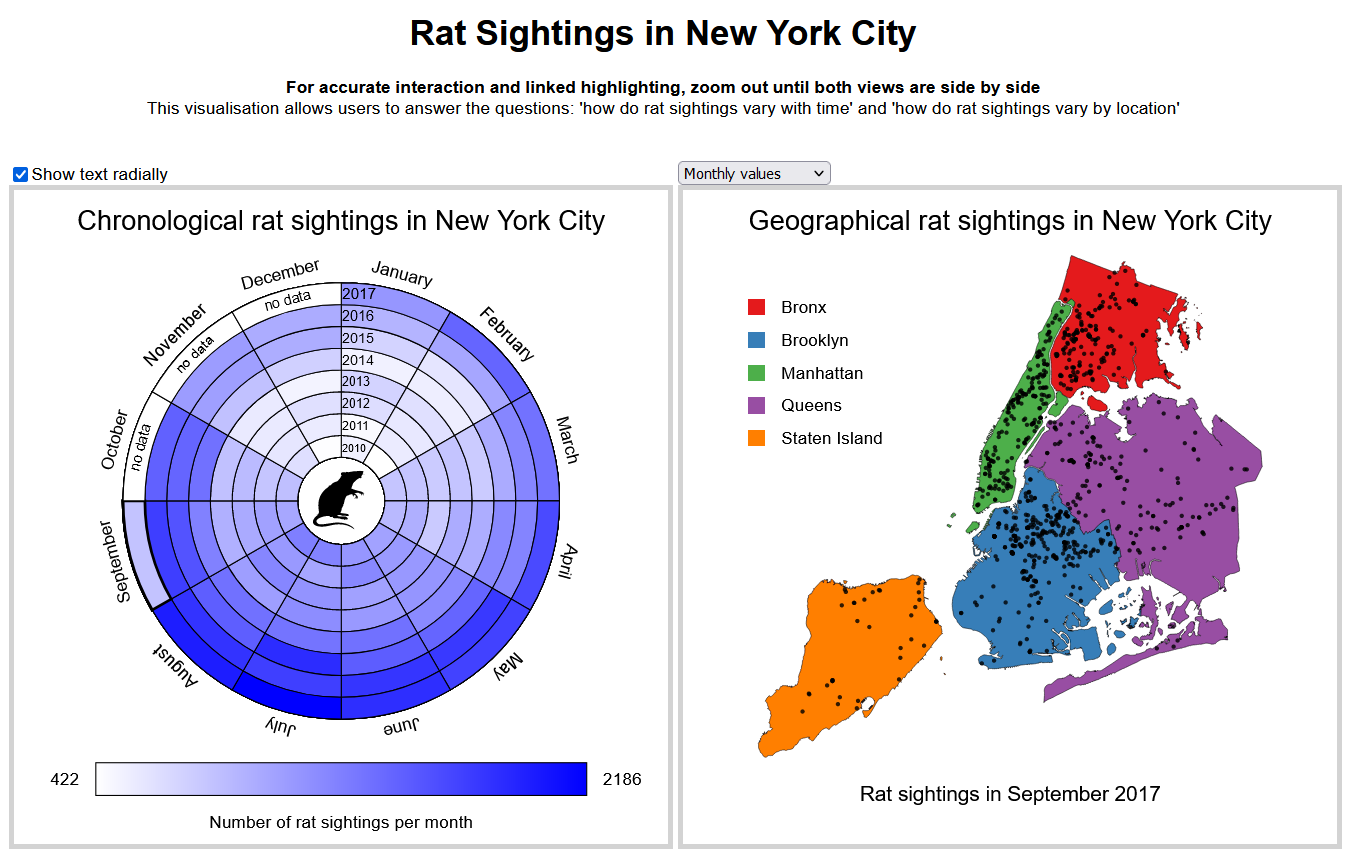 Rat Sightings in New York City
For accurate interaction and linked highlighting, zoom out until both views are side by side
This visualisation allows users to answer the questions: 'how do rat sightings vary with time' and 'how do rat sightings vary by location'
Show text radially
Monthly values
Chronological rat sightings in New York City
January
February
March
April
May
June
July
August
September
October
November
December
no data
no data
no data
2017
2016
2015
2014
2013
2012
2011
2010
422
2186
Number of rat sightings per month
Geographical rat sightings in New York City
Bronx
Brooklyn
Manhattan
Queens
Staten Island
Rat sightings in September 2017